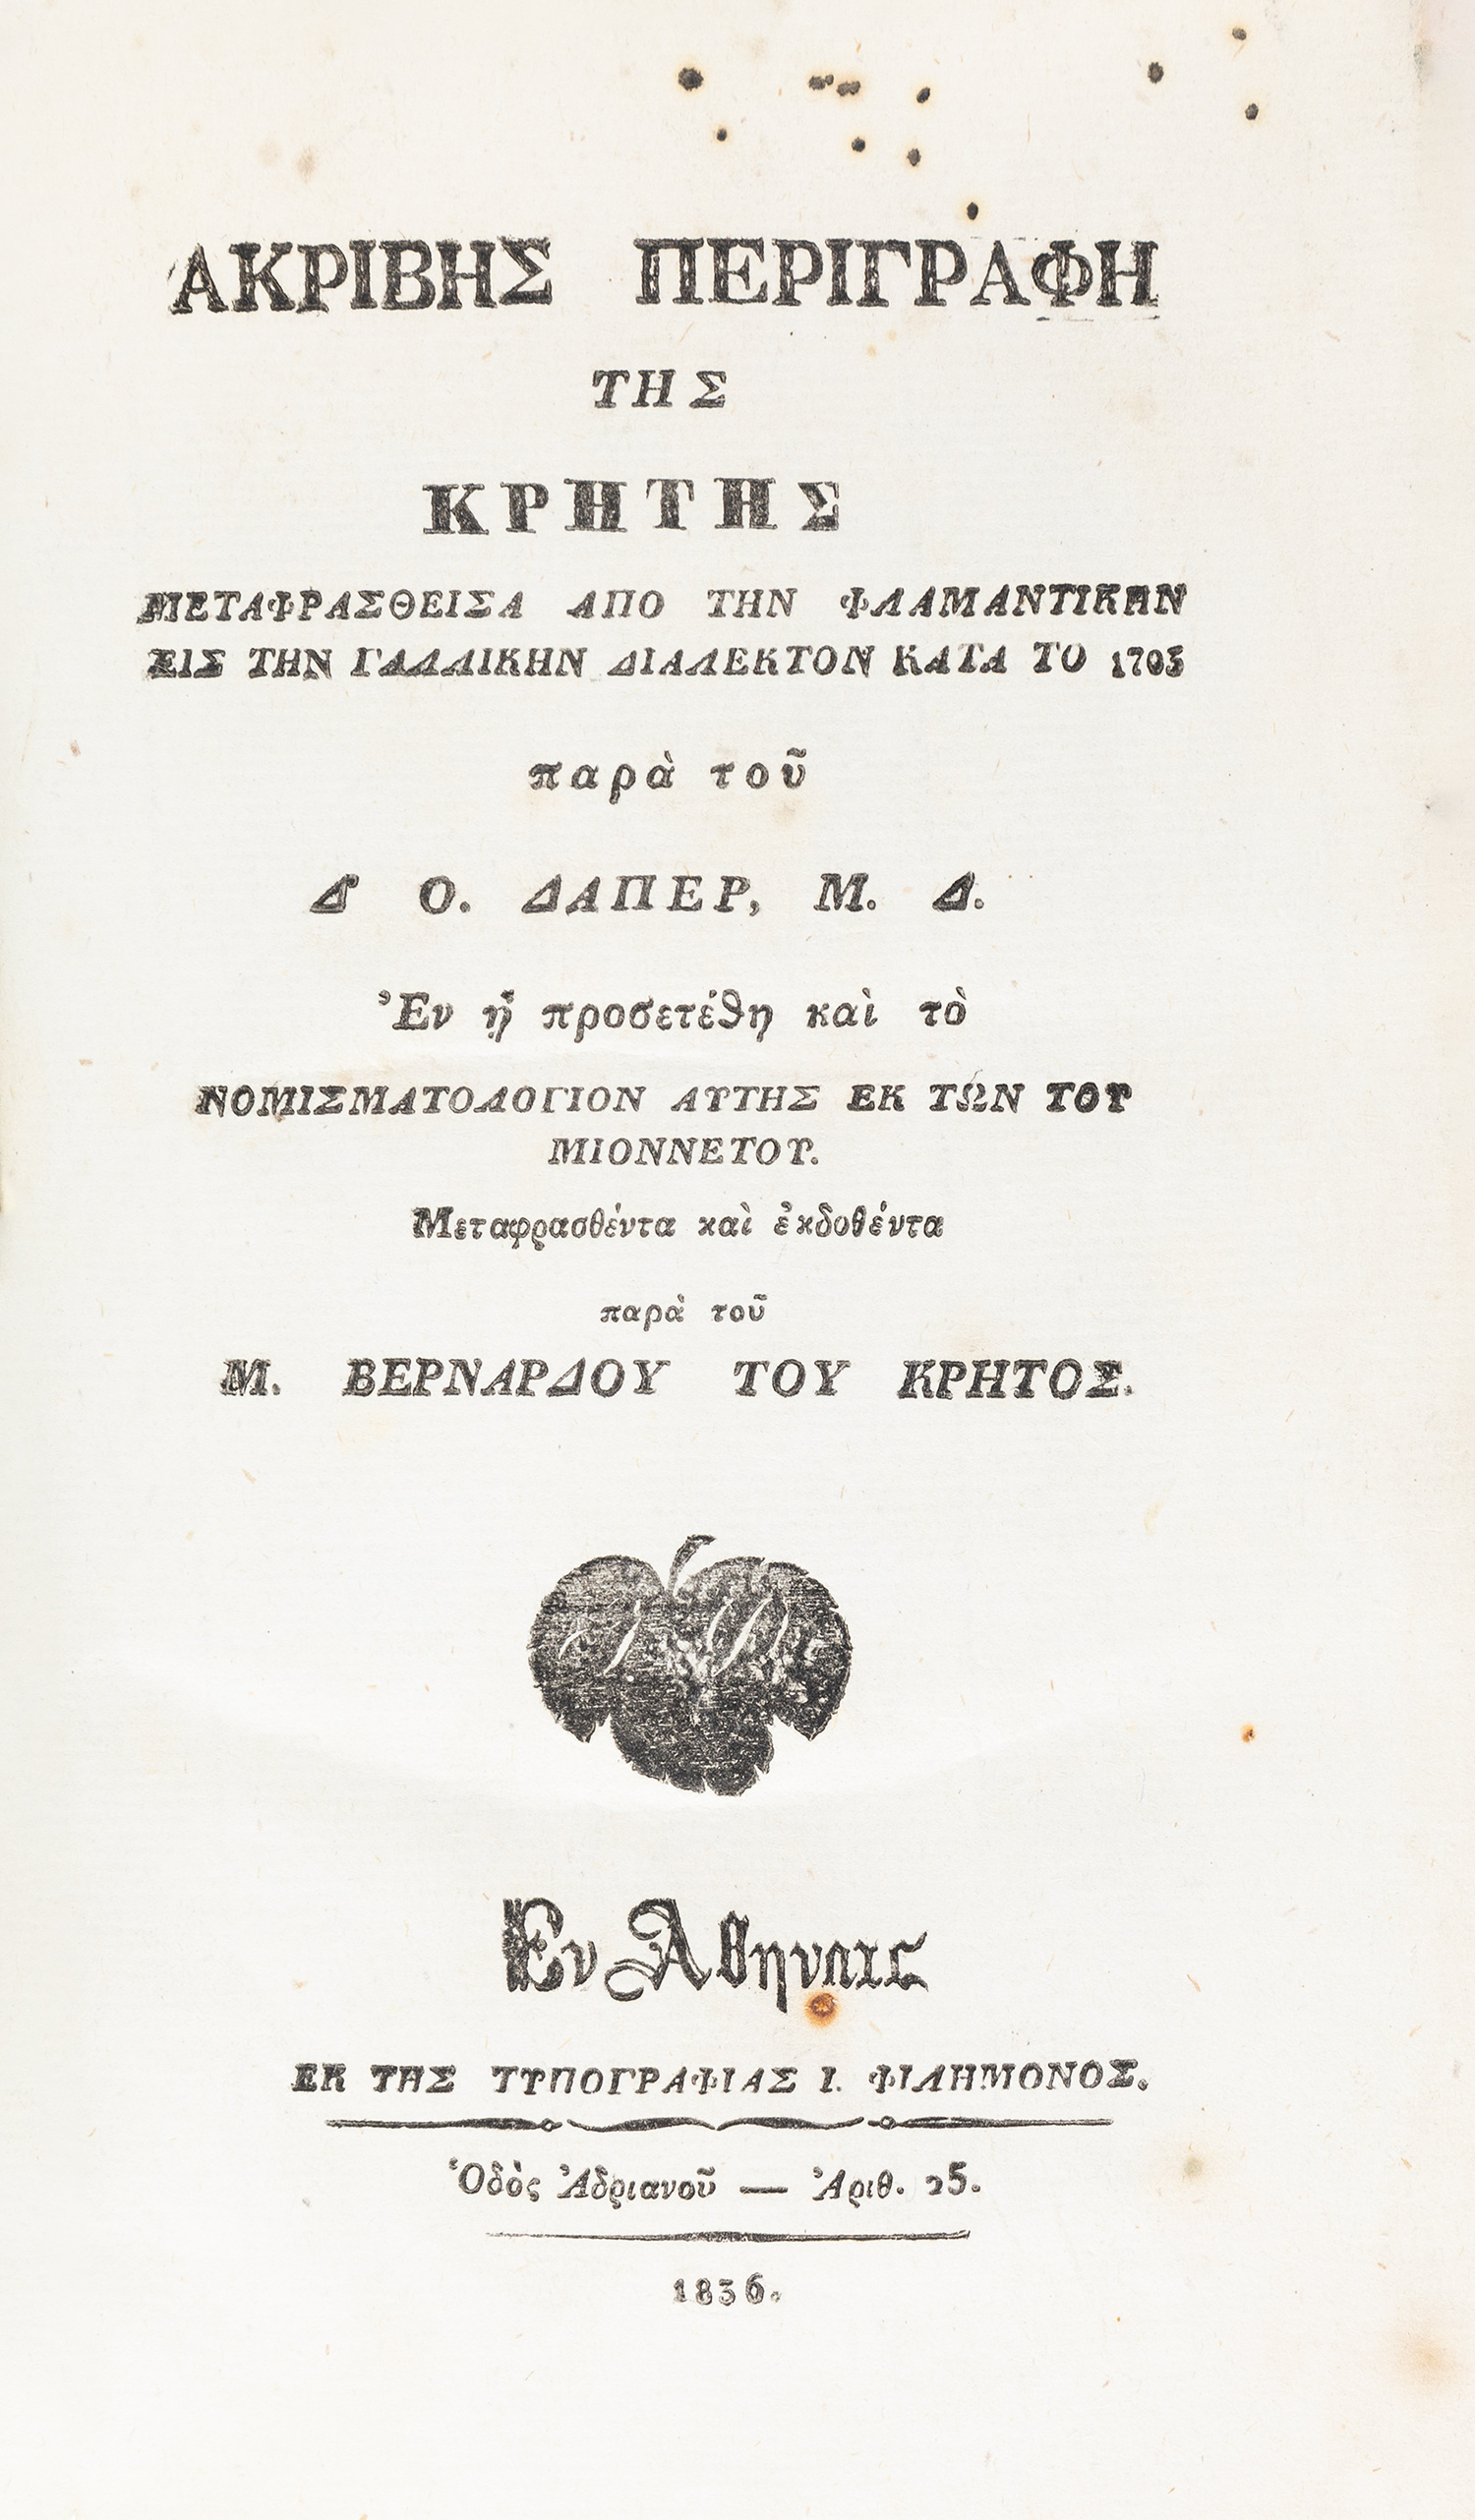 ΑΚΡΙΒΗΣ ΠΕΡΙΓΡΑΦΗ
ΤΗΣ
ΚΡΗΤΗΣ
ΜΕΤΑΦΡΑΣΘΕΙΣΑ ΑΠΟ ΤΗΝ ΦΛΑΜΑΝΤΙΚΗΝ
ΕΙΣ ΤΗΝ ΓΑΛΛΙΚΗΝ ΔΙΑΛΕΚΤΟΝ ΚΑΤΑ ΤΟ 1703
παρὰ τοῦ
Δ Ο. ΔΑΠΕΡ, Μ. Δ.
Ἐν ᾗ προσετέθη καὶ τὸ
ΝΟΜΙΣΜΑΤΟΛΟΓΙΟΝ ΑΥΤΗΣ ΕΚ ΤΩΝ ΤΟΥ
ΜΙΟΝΝΕΤΟΥ.
Μεταφρασθέντα καὶ ἐκδοθέντα
παρὰ τοῦ
Μ. ΒΕΡΝΑΡΔΟΥ ΤΟΥ ΚΡΗΤΟΣ.
Εν Αθηναις
ΕΚ ΤΗΣ ΤΥΠΟΓΡΑΦΙΑΣ Ι. ΦΙΛΗΜΟΝΟΣ.
Ὁδὸς Ἀδριανοῦ — Ἀριθ. 25.
1836.